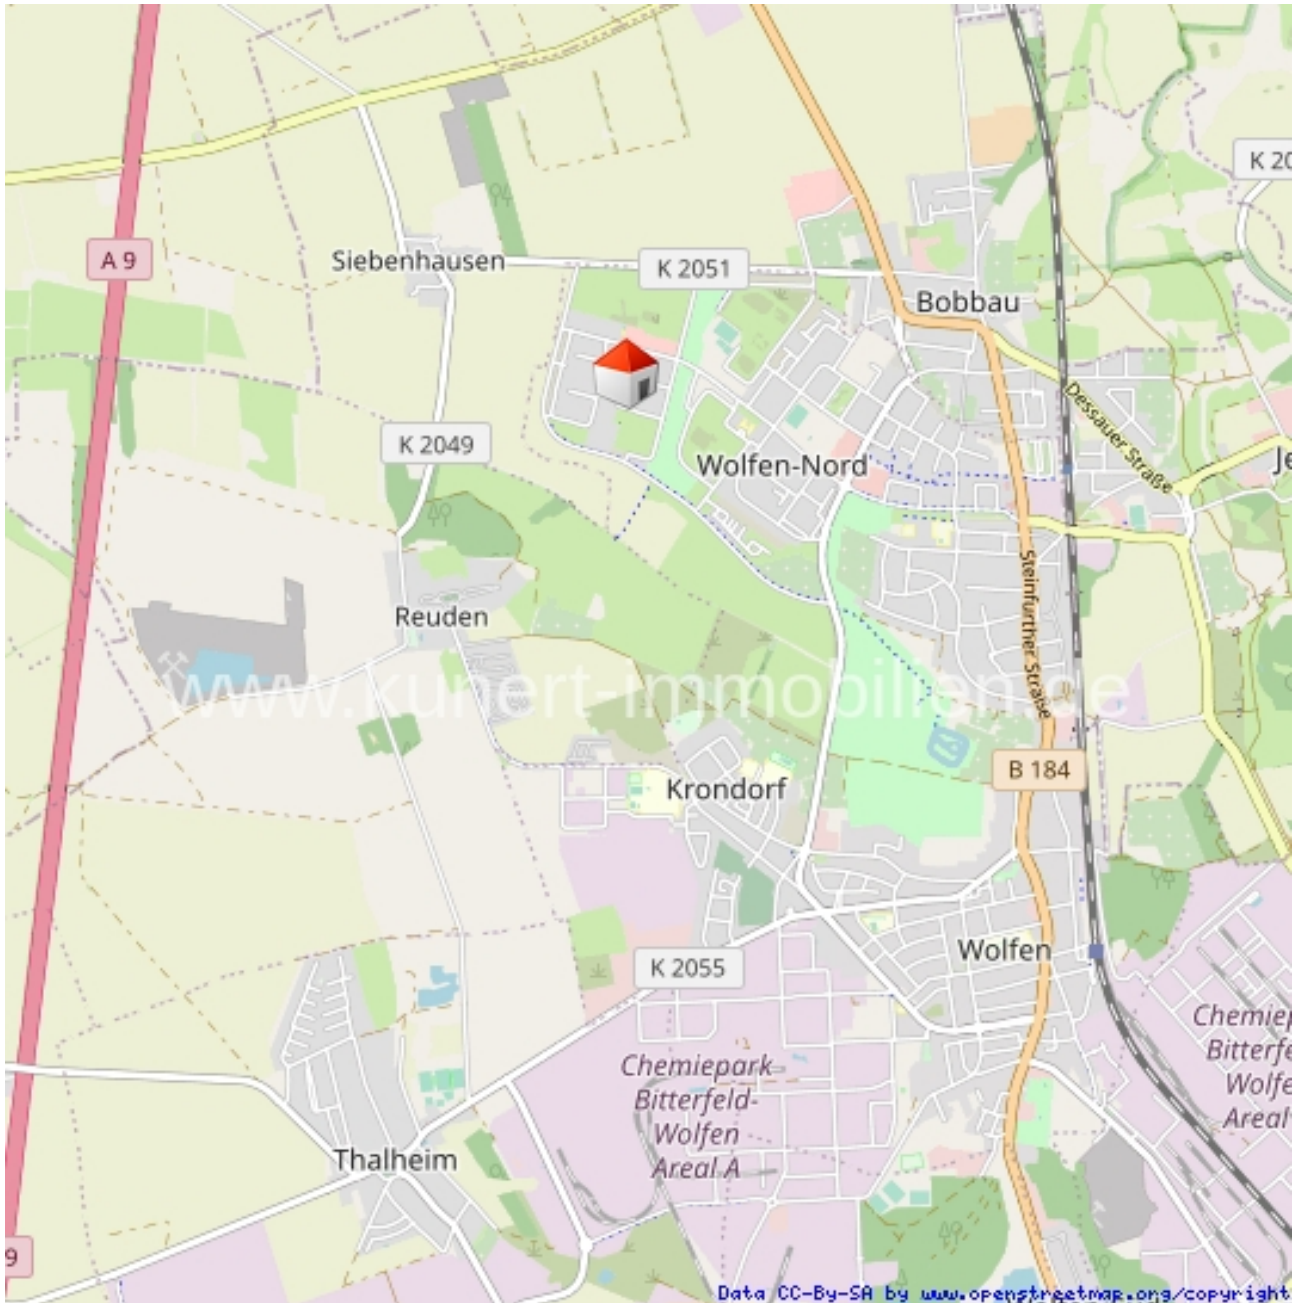 K 20
A 9
Siebenhausen
K 2051
Bobbau
Dessauer Straße
K 2049
Wolfen-Nord
Je
Reuden
Steinfurther Straße
www.kunert-immobilien.de
Krondorf
B 184
Wolfen
K 2055
Chemiepark
Bitterfeld-
Wolfen
Areal A
Chemiep
Bitterfe
Wolfe
Areal
Thalheim
9
Data CC-By-SA by www.openstreetmap.org/copyright